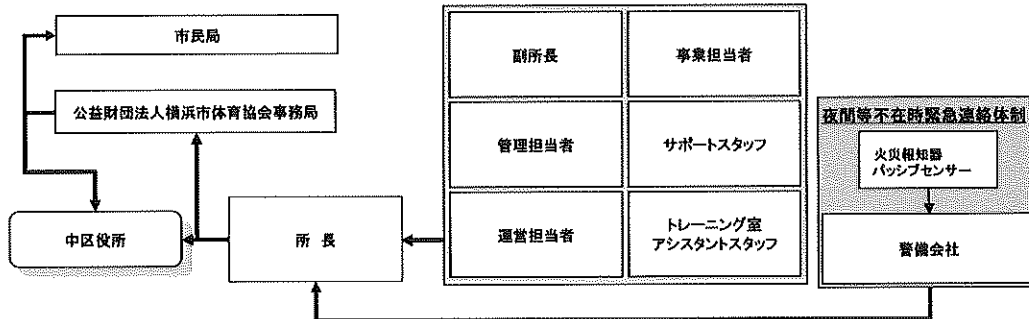 市民局
公益財団法人横浜市体育協会事務局
中区役所
所 長
副所長
事業担当者
管理担当者
サポートスタッフ
運営担当者
トレーニング室
アシスタントスタッフ
夜間等不在時緊急連絡体制
火災報知器
パッシブセンサー
警備会社